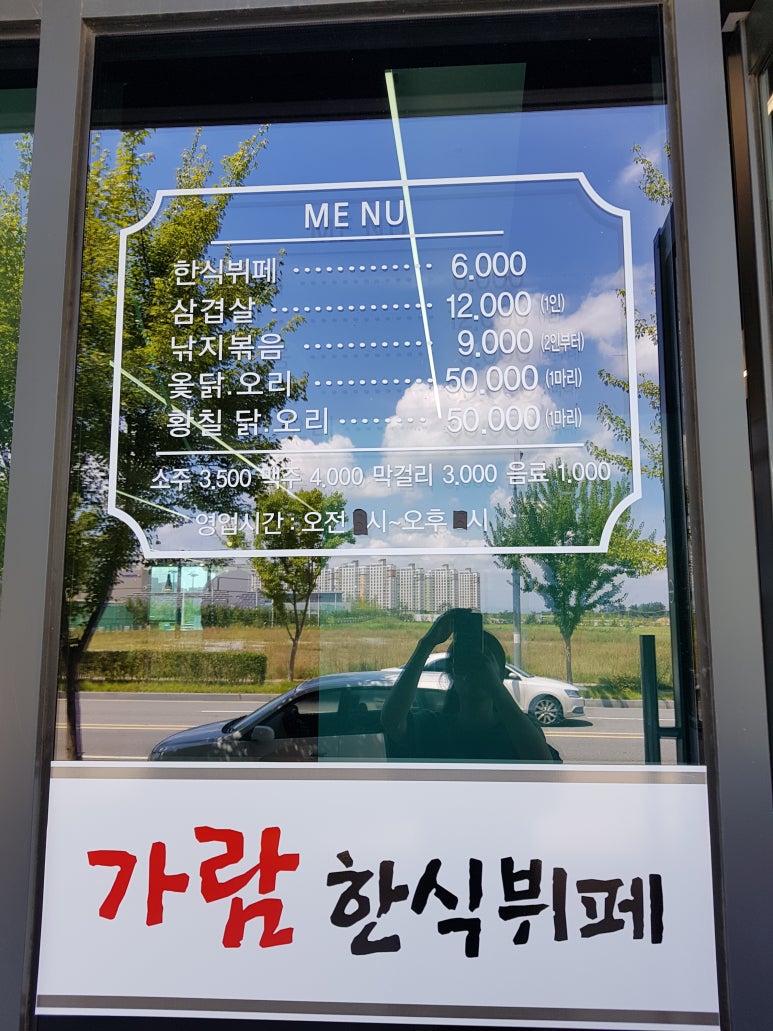 MENU
한식뷔페 ············ 6,000
삼겹살 ·············· 12,000 (1인)
낚지볶음 ··········· 9,000 (2인부터)
옻닭.오리 ·········· 50,000 (1마리)
황칠 닭.오리 ········ 50,000 (1마리)
소주 3,500 맥주 4,000 막걸리 3,000 음료 1,000
영업시간 : 오전 시~오후 시
가람 한식뷔페